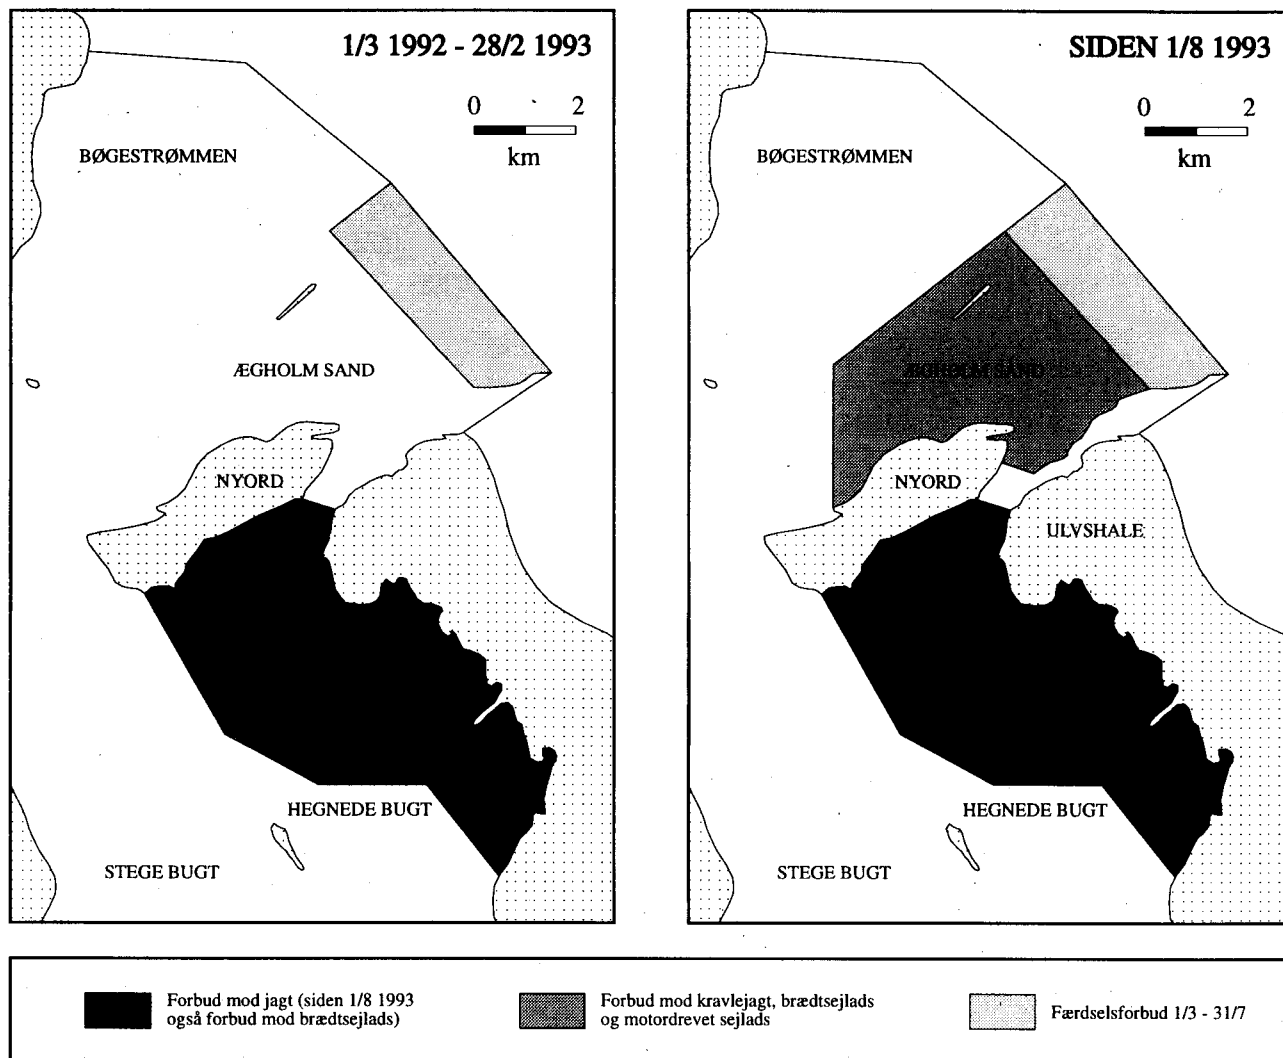 1/3 1992 - 28/2 1993
0 2
km
BØGESTRØMMEN
ÆGHOLM SAND
NYORD
HEGNEDE BUGT
STEGE BUGT
SIDEN 1/8 1993
0 2
km
BØGESTRØMMEN
ÆGHOLM SAND
NYORD
ULVSHALE
HEGNEDE BUGT
STEGE BUGT
Forbud mod jagt (siden 1/8 1993
også forbud mod brædtsejlads)
Forbud mod kravlejagt, brædtsejlads
og motordrevet sejlads
Færdselsforbud 1/3 - 31/7